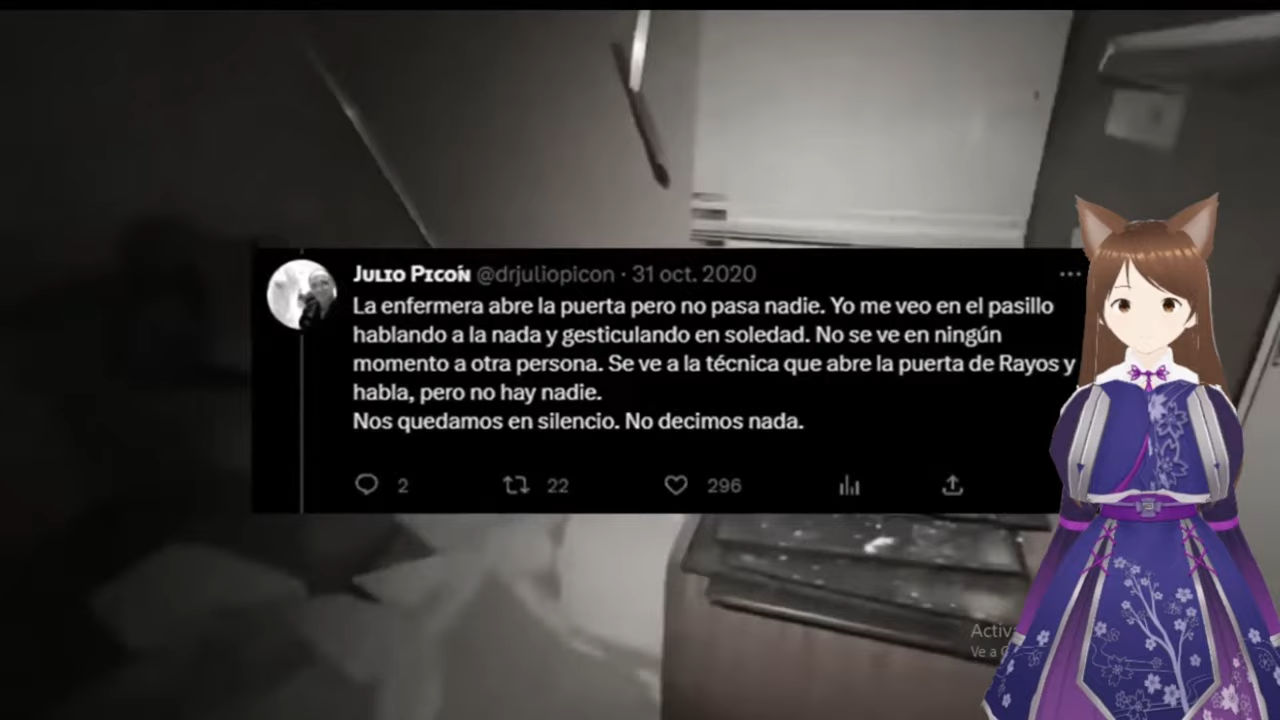 Julio Picón @drjuliopicon · 31 oct. 2020
La enfermera abre la puerta pero no pasa nadie. Yo me veo en el pasillo
hablando a la nada y gesticulando en soledad. No se ve en ningún
momento a otra persona. Se ve a la técnica que abre la puerta de Rayos y
habla, pero no hay nadie.
Nos quedamos en silencio. No decimos nada.
2 22 296